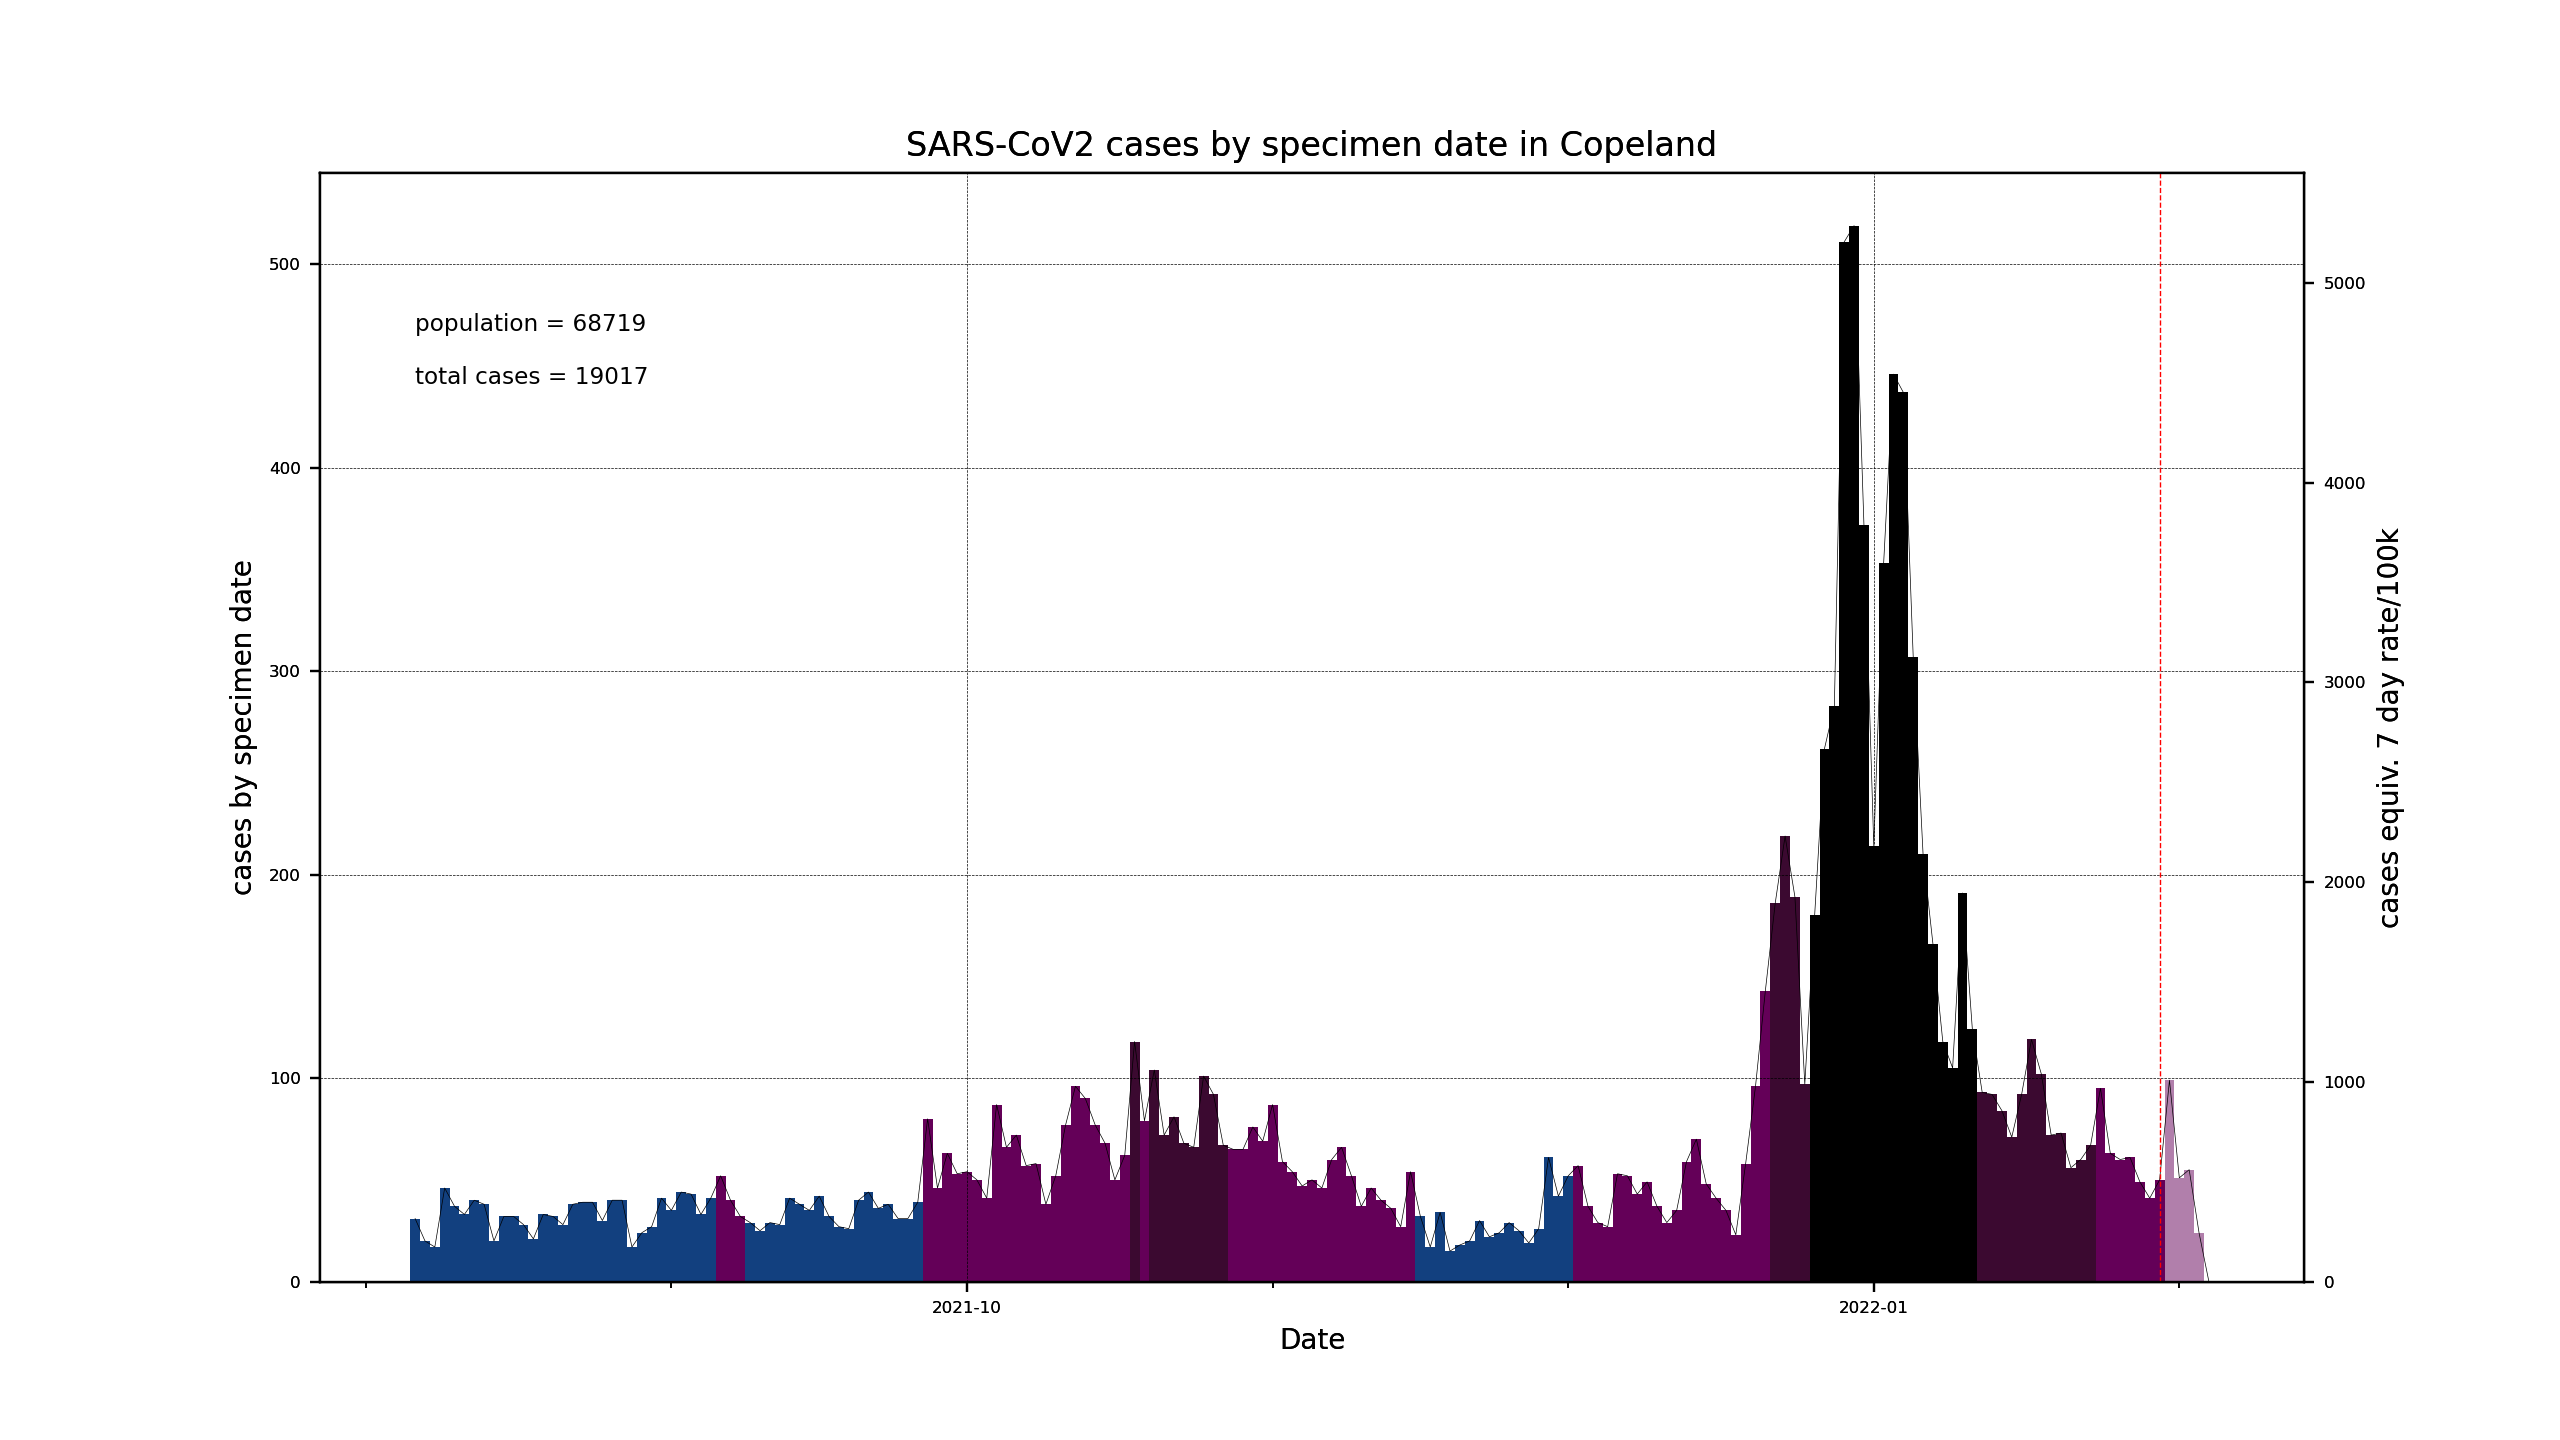 SARS-CoV2 cases by specimen date in Copeland
population = 68719
total cases = 19017
cases by specimen date
500
400
300
200
100
0
5000
4000
3000
2000
1000
0
cases equiv. 7 day rate/100k
2021-10
2022-01
Date